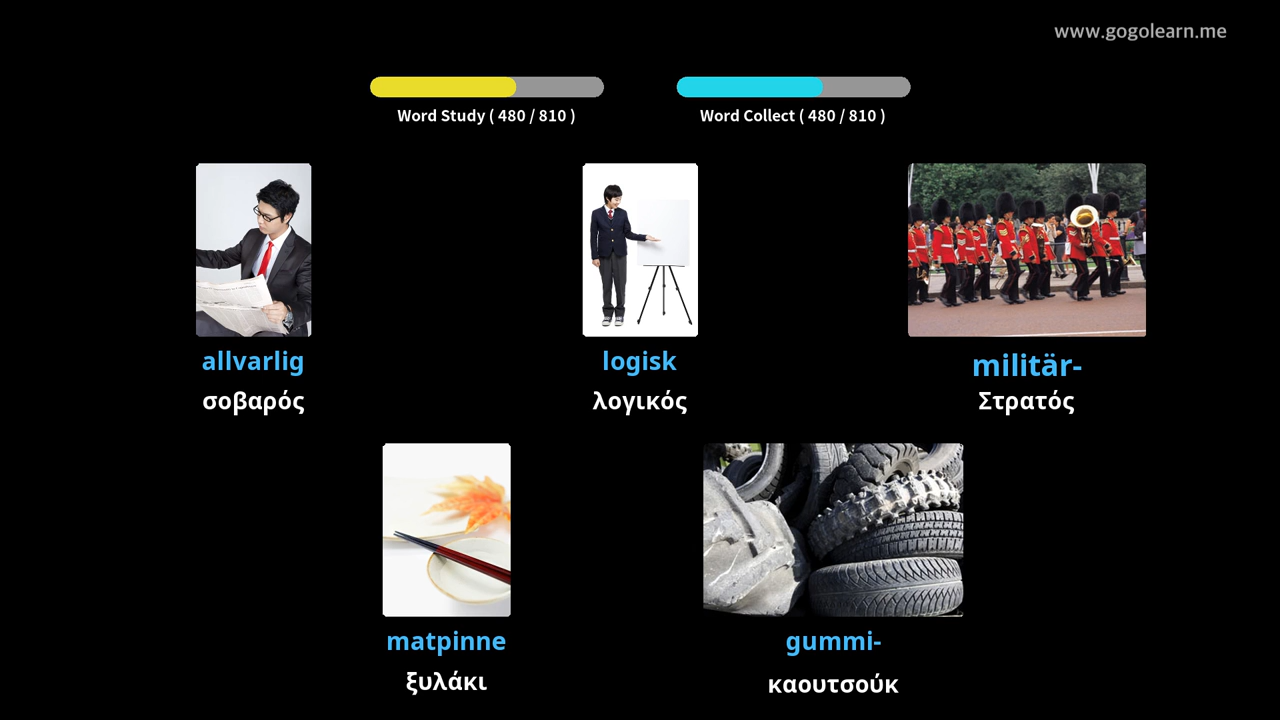 www.gogolearn.me
Word Study ( 480 / 810 )
Word Collect ( 480 / 810 )
allvarlig
σοβαρός
logisk
λογικός
militär-
Στρατός
matpinne
ξυλάκι
gummi-
καουτσούκ